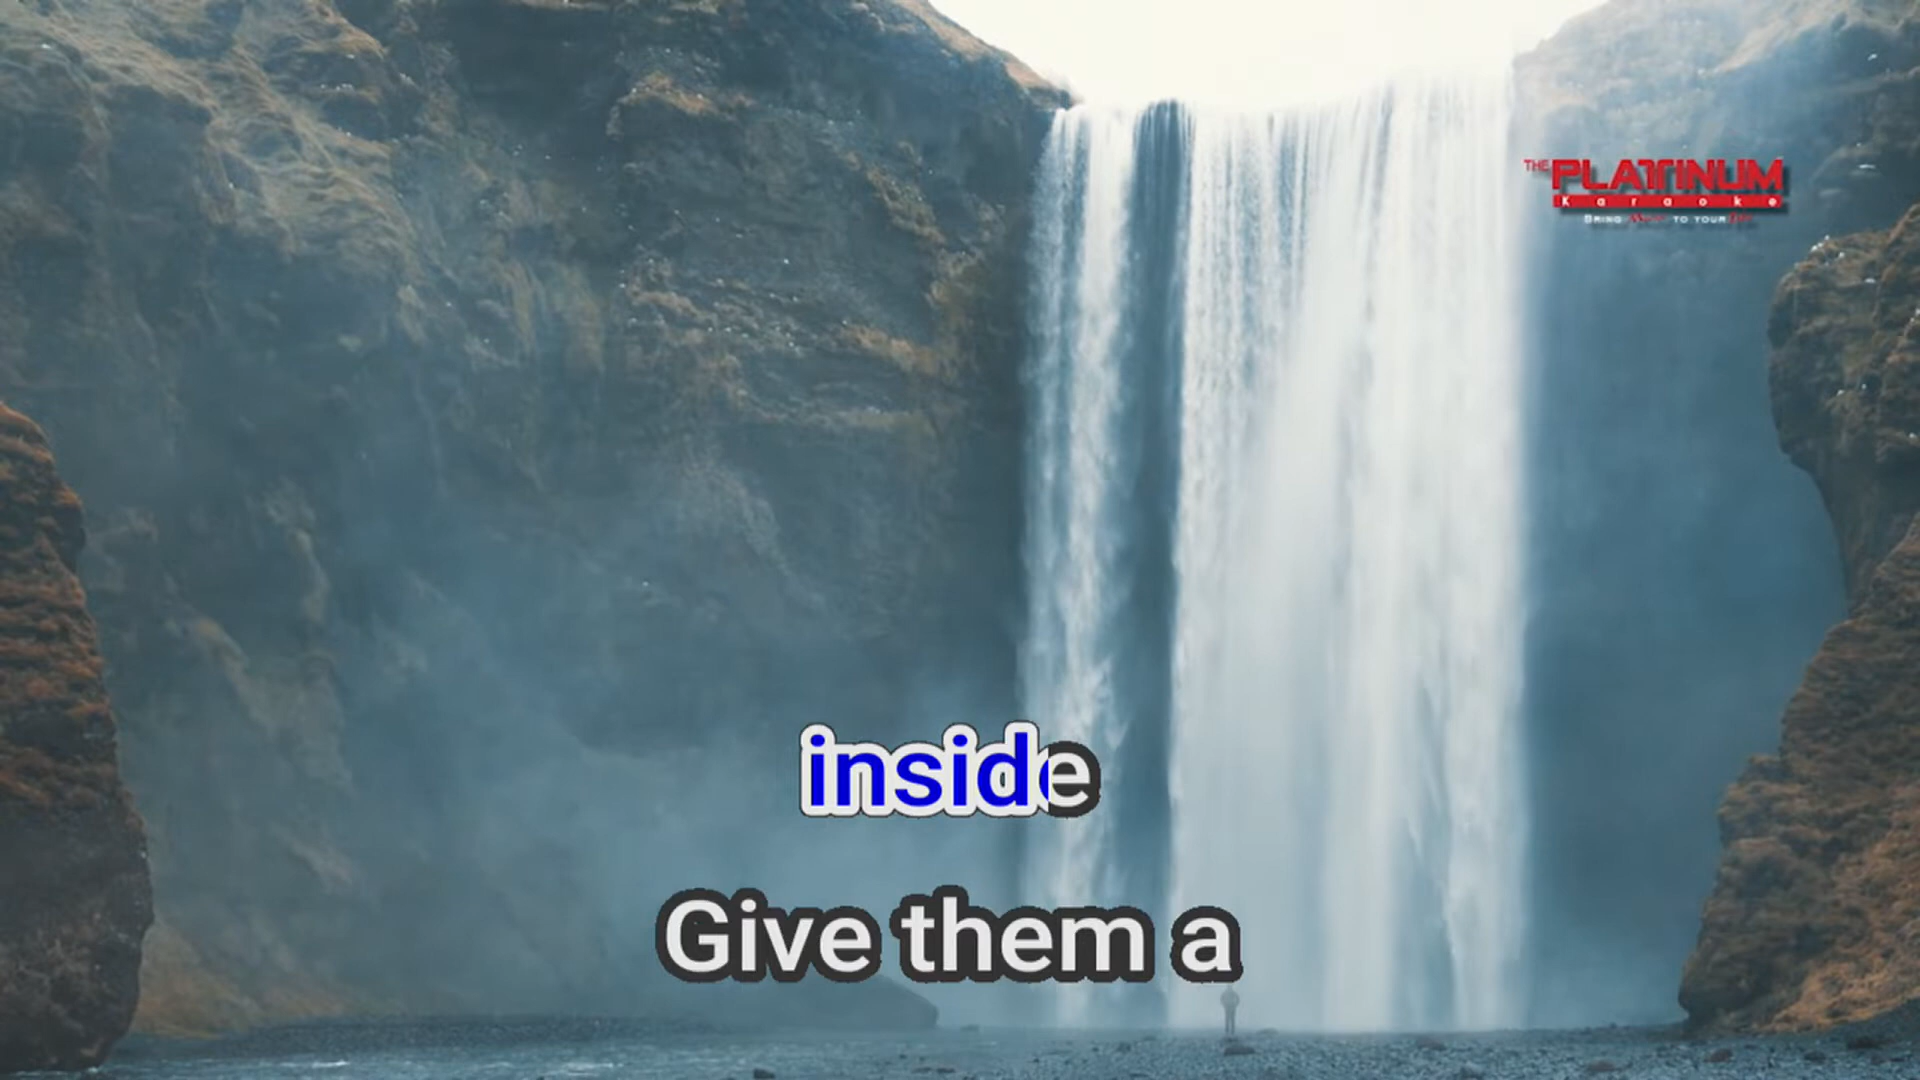 THE PLATINUM
Karaoke
BRING Music TO YOUR Life
inside
Give them a